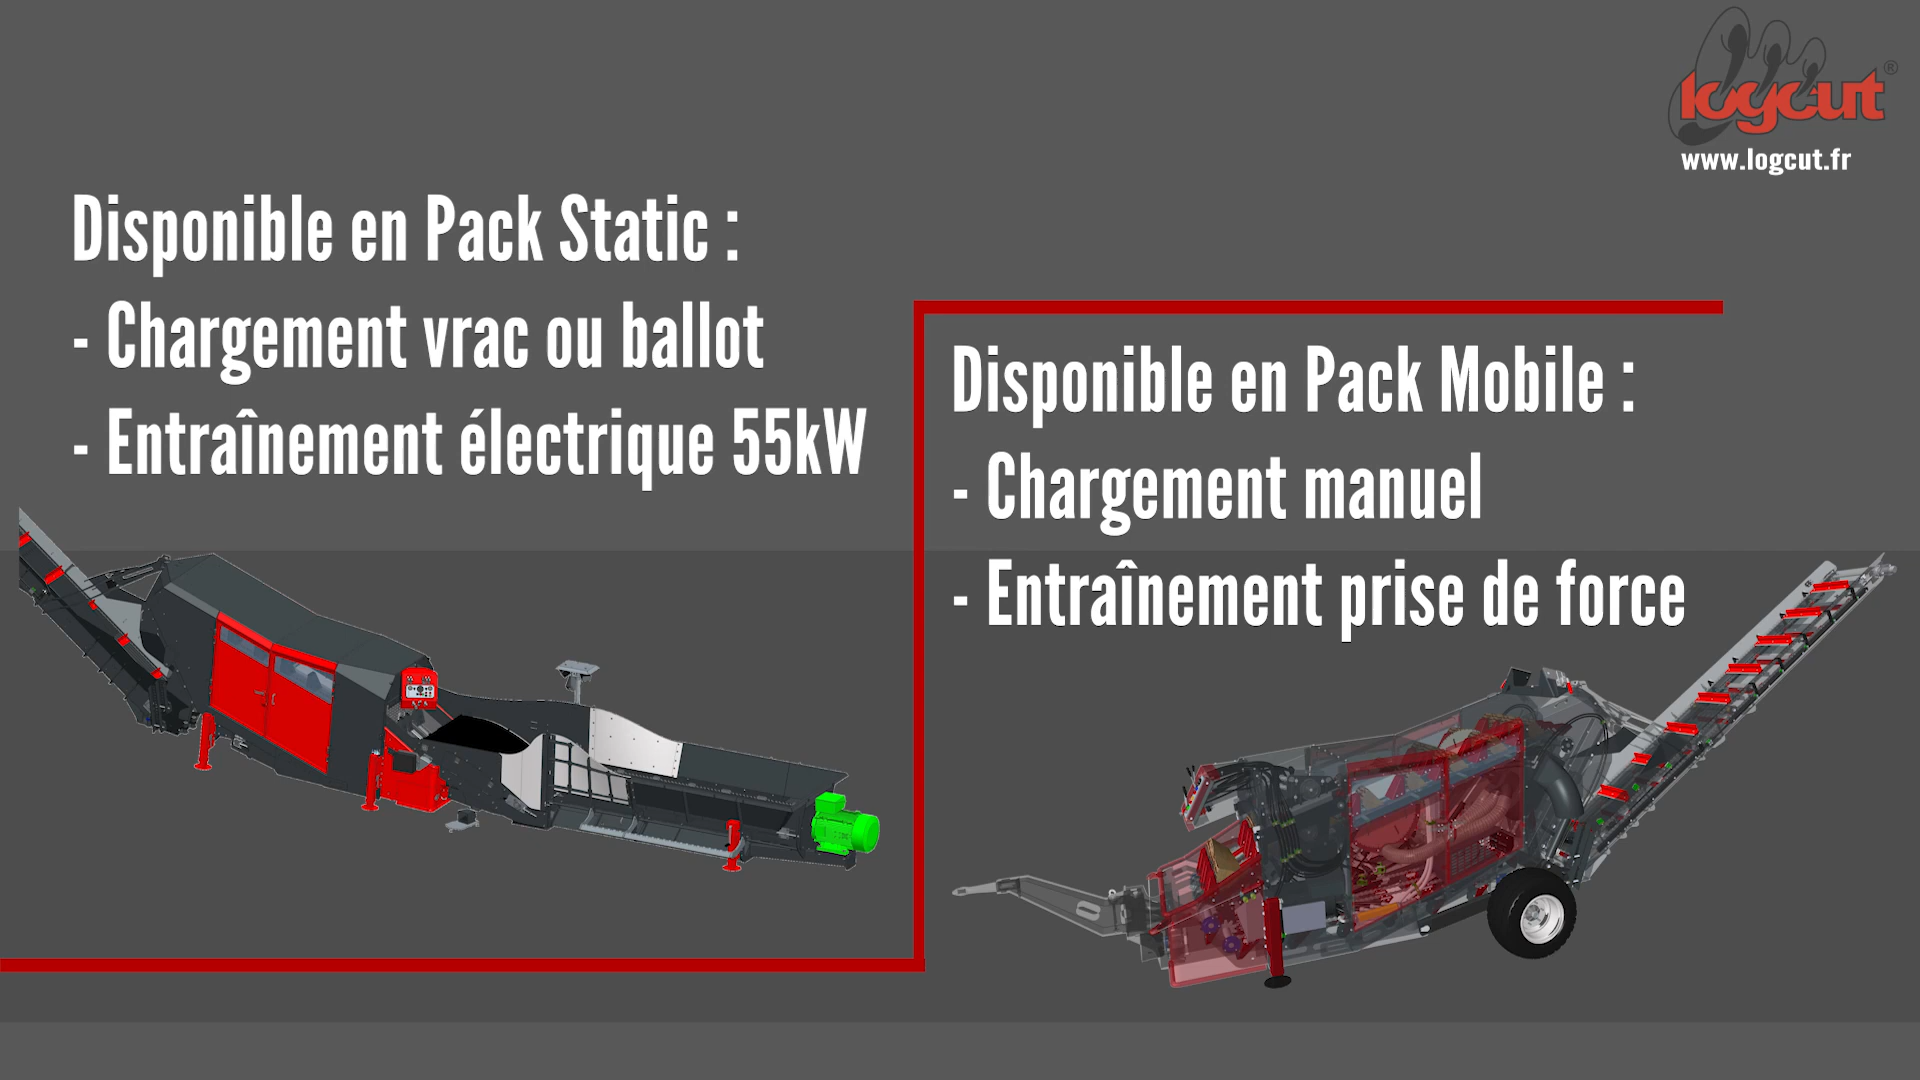 logcut®
www.logcut.fr
Disponible en Pack Static :
- Chargement vrac ou ballot
- Entraînement électrique 55kW
Disponible en Pack Mobile :
- Chargement manuel
- Entraînement prise de force